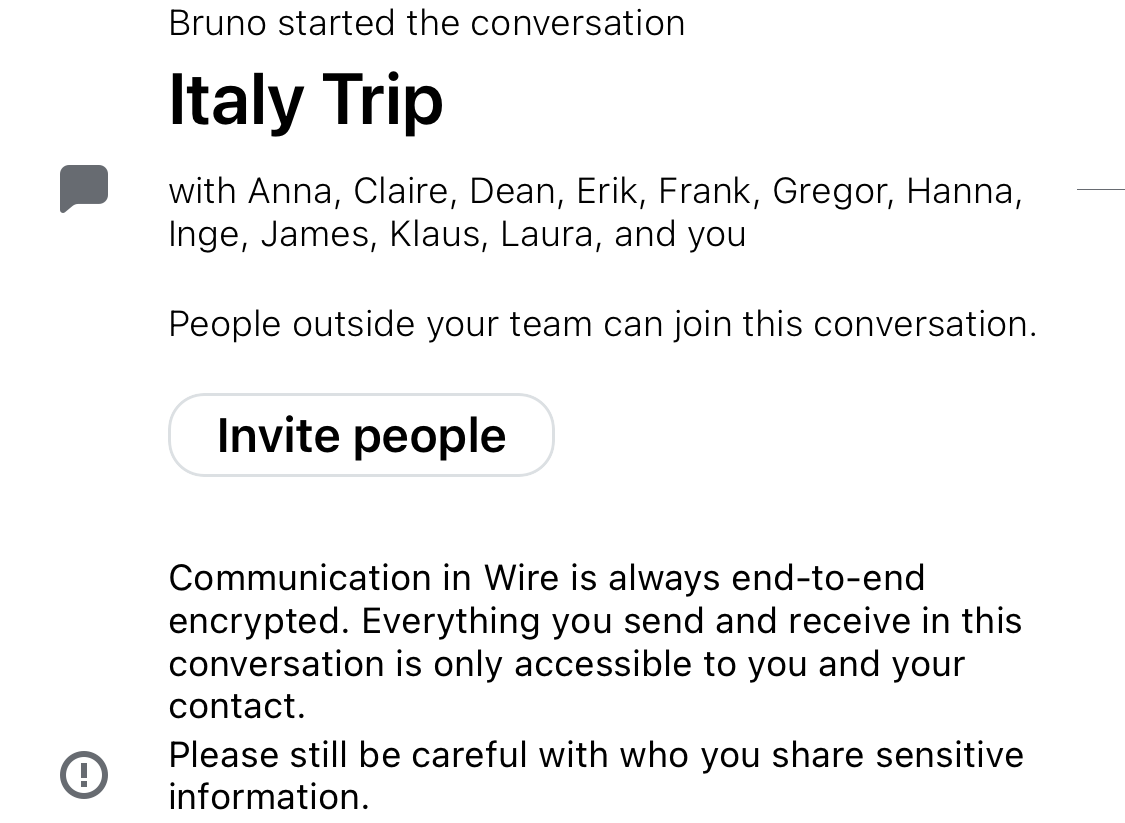 Bruno started the conversation
Italy Trip
with Anna, Claire, Dean, Erik, Frank, Gregor, Hanna,
Inge, James, Klaus, Laura, and you
People outside your team can join this conversation.
Invite people
Communication in Wire is always end-to-end
encrypted. Everything you send and receive in this
conversation is only accessible to you and your
contact.
Please still be careful with who you share sensitive
information.